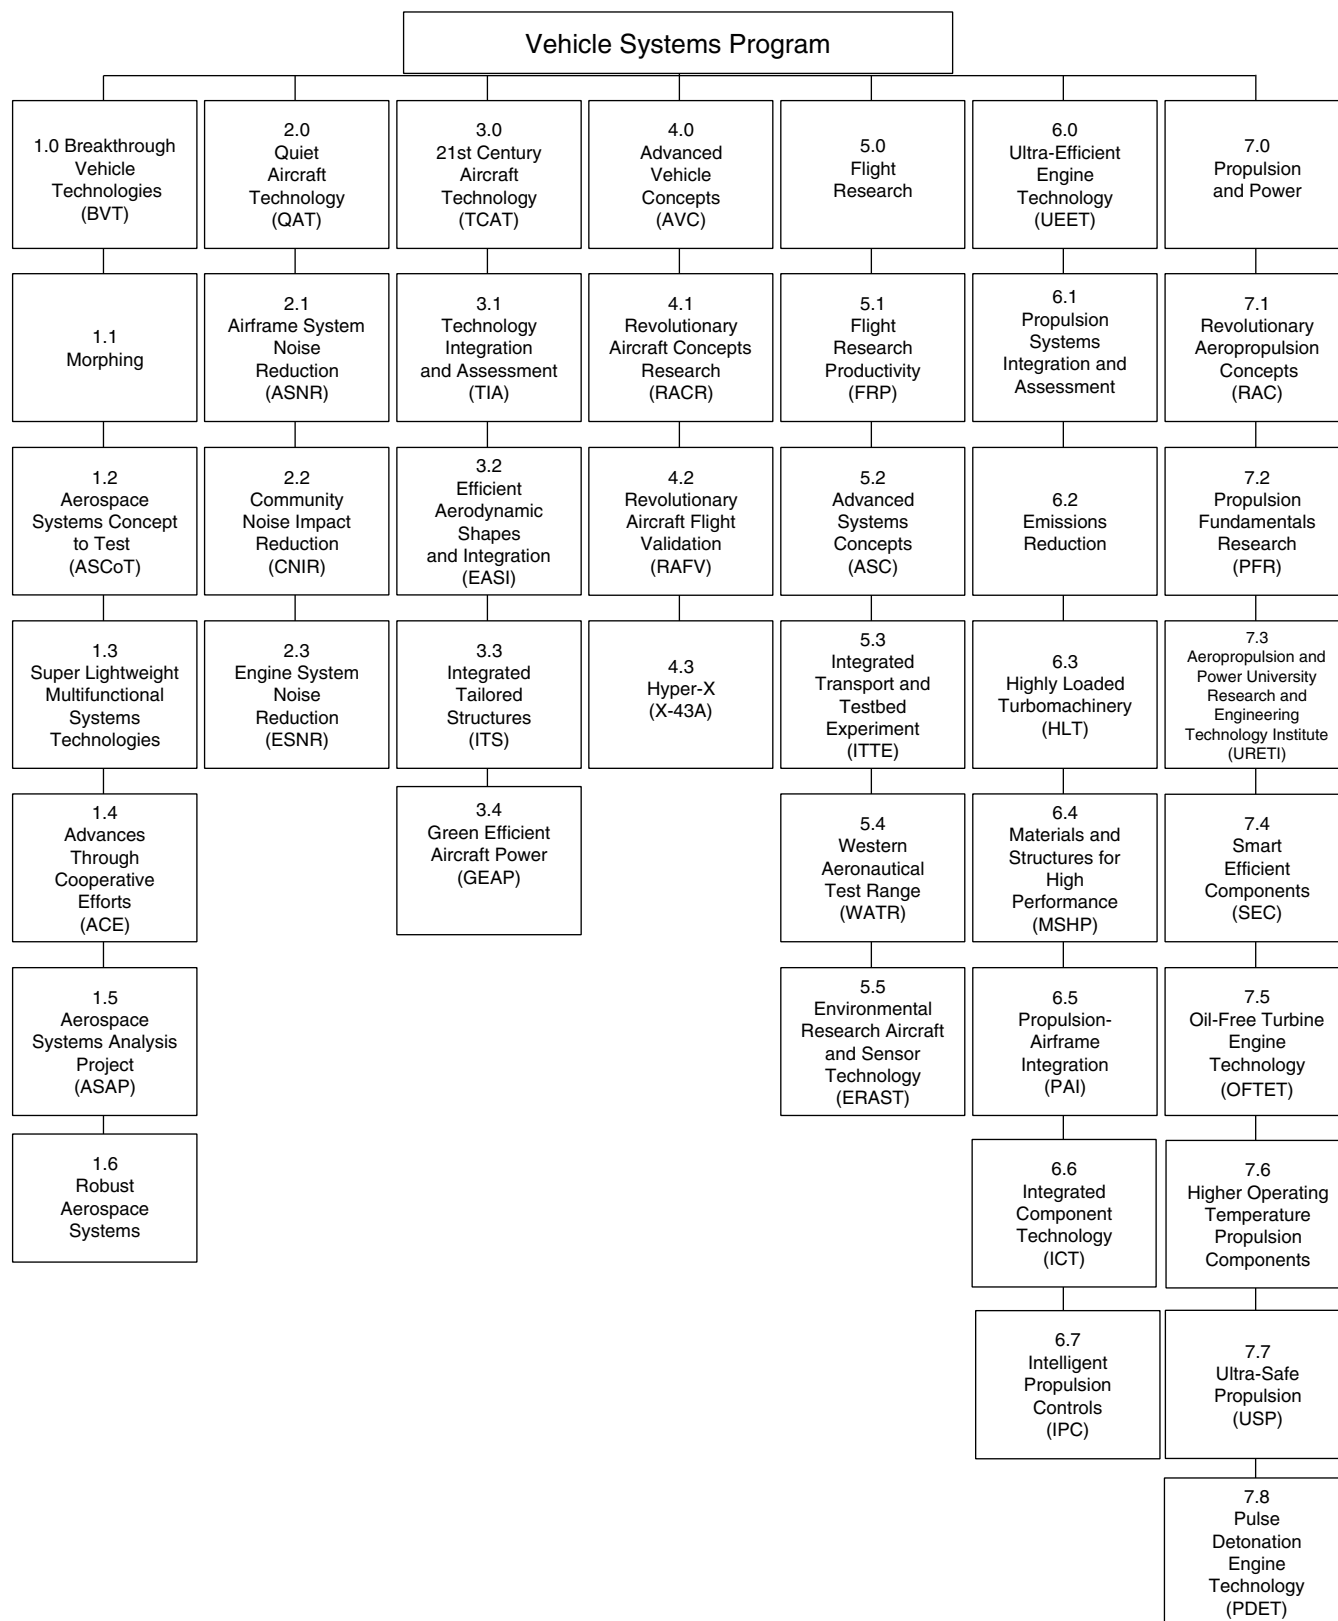 Vehicle Systems Program
1.0 Breakthrough
Vehicle
Technologies
(BVT)
1.1
Morphing
1.2
Aerospace
Systems Concept
to Test
(ASCoT)
1.3
Super Lightweight
Multifunctional
Systems
Technologies
1.4
Advances
Through
Cooperative
Efforts
(ACE)
1.5
Aerospace
Systems Analysis
Project
(ASAP)
1.6
Robust
Aerospace
Systems
2.0
Quiet
Aircraft
Technology
(QAT)
2.1
Airframe System
Noise
Reduction
(ASNR)
2.2
Community
Noise Impact
Reduction
(CNIR)
2.3
Engine System
Noise
Reduction
(ESNR)
3.0
21st Century
Aircraft
Technology
(TCAT)
3.1
Technology
Integration
and Assessment
(TIA)
3.2
Efficient
Aerodynamic
Shapes
and Integration
(EASI)
3.3
Integrated
Tailored
Structures
(ITS)
3.4
Green Efficient
Aircraft Power
(GEAP)
4.0
Advanced
Vehicle
Concepts
(AVC)
4.1
Revolutionary
Aircraft Concepts
Research
(RACR)
4.2
Revolutionary
Aircraft Flight
Validation
(RAFV)
4.3
Hyper-X
(X-43A)
5.0
Flight
Research
5.1
Flight
Research
Productivity
(FRP)
5.2
Advanced
Systems
Concepts
(ASC)
5.3
Integrated
Transport and
Testbed
Experiment
(ITTE)
5.4
Western
Aeronautical
Test Range
(WATR)
5.5
Environmental
Research Aircraft
and Sensor
Technology
(ERAST)
6.0
Ultra-Efficient
Engine
Technology
(UEET)
6.1
Propulsion
Systems
Integration and
Assessment
6.2
Emissions
Reduction
6.3
Highly Loaded
Turbomachinery
(HLT)
6.4
Materials and
Structures for
High
Performance
(MSHP)
6.5
Propulsion-
Airframe
Integration
(PAI)
6.6
Integrated
Component
Technology
(ICT)
6.7
Intelligent
Propulsion
Controls
(IPC)
7.0
Propulsion
and Power
7.1
Revolutionary
Aeropropulsion
Concepts
(RAC)
7.2
Propulsion
Fundamentals
Research
(PFR)
7.3
Aeropropulsion and
Power University
Research and
Engineering
Technology Institute
(URETI)
7.4
Smart
Efficient
Components
(SEC)
7.5
Oil-Free Turbine
Engine
Technology
(OFTET)
7.6
Higher Operating
Temperature
Propulsion
Components
7.7
Ultra-Safe
Propulsion
(USP)
7.8
Pulse
Detonation
Engine
Technology
(PDET)